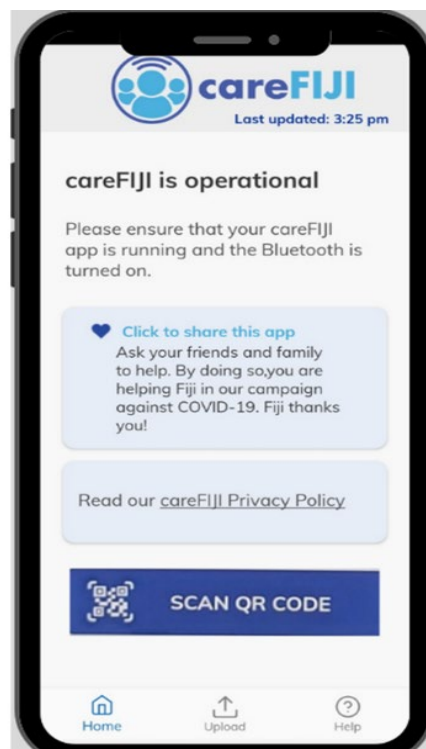 careFIJI
Last updated: 3:25 pm
careFIJI is operational
Please ensure that your careFIJI
app is running and the Bluetooth is
turned on.
Click to share this app
Ask your friends and family
to help. By doing so,you are
helping Fiji in our campaign
against COVID-19. Fiji thanks
you!
Read our careFIJI Privacy Policy
SCAN QR CODE
Home Upload Help